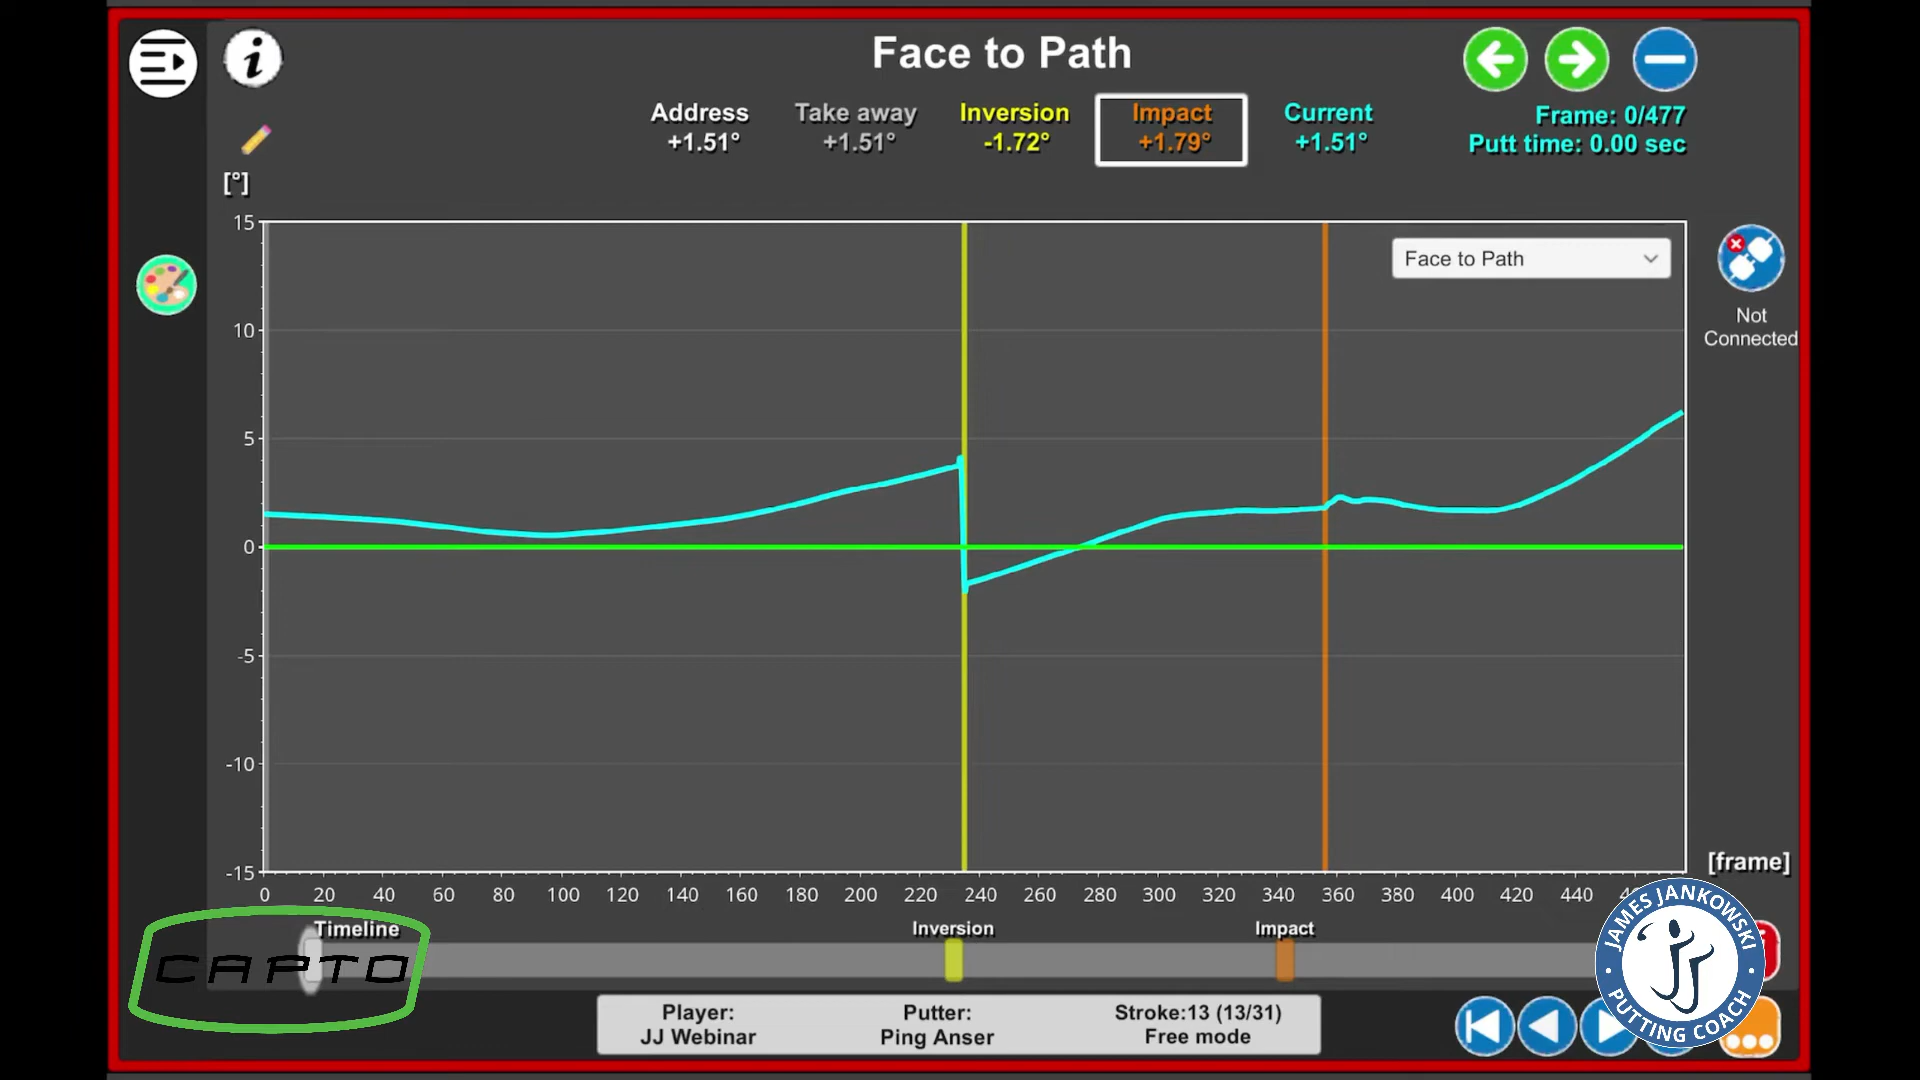 Face to Path
Address
+1.51°
Take away
+1.51°
Inversion
-1.72°
Impact
+1.79°
Current
+1.51°
Frame: 0/477
Putt time: 0.00 sec
[°]
Face to Path
Not
Connected
15
10
5
0
-5
-10
-15
0 20 40 60 80 100 120 140 160 180 200 220 240 260 280 300 320 340 360 380 400 420 440
[frame]
Timeline
Inversion
Impact
CAPTO
Player:
JJ Webinar
Putter:
Ping Anser
Stroke:13 (13/31)
Free mode
JAMES JANKOWSKI
PUTTING COACH